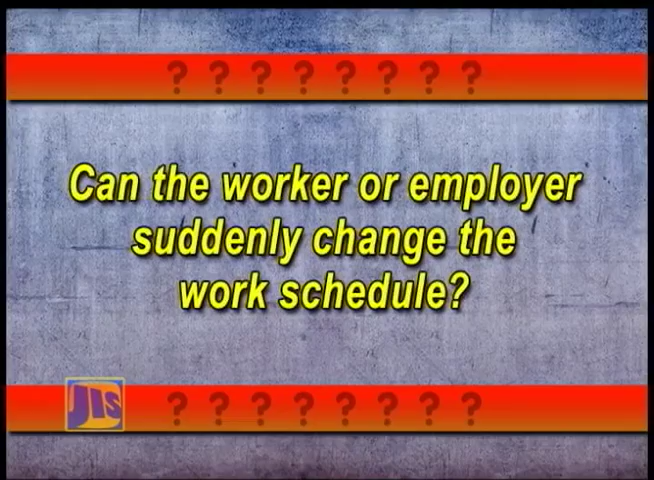 ? ? ? ? ? ? ? ?
Can the worker or employer
suddenly change the
work schedule?
JIS ? ? ? ? ? ? ? ?